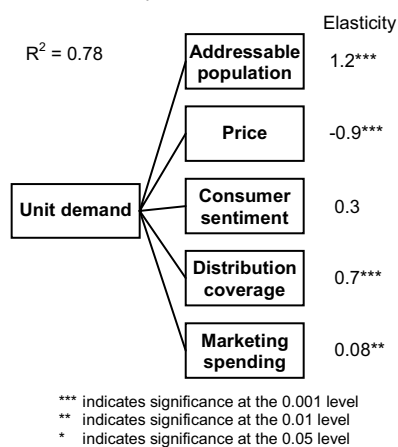 Elasticity
R² = 0.78
Addressable
population
1.2***
Price
-0.9***
Unit demand
Consumer
sentiment
0.3
Distribution
coverage
0.7***
Marketing
spending
0.08**
*** indicates significance at the 0.001 level
** indicates significance at the 0.01 level
* indicates significance at the 0.05 level